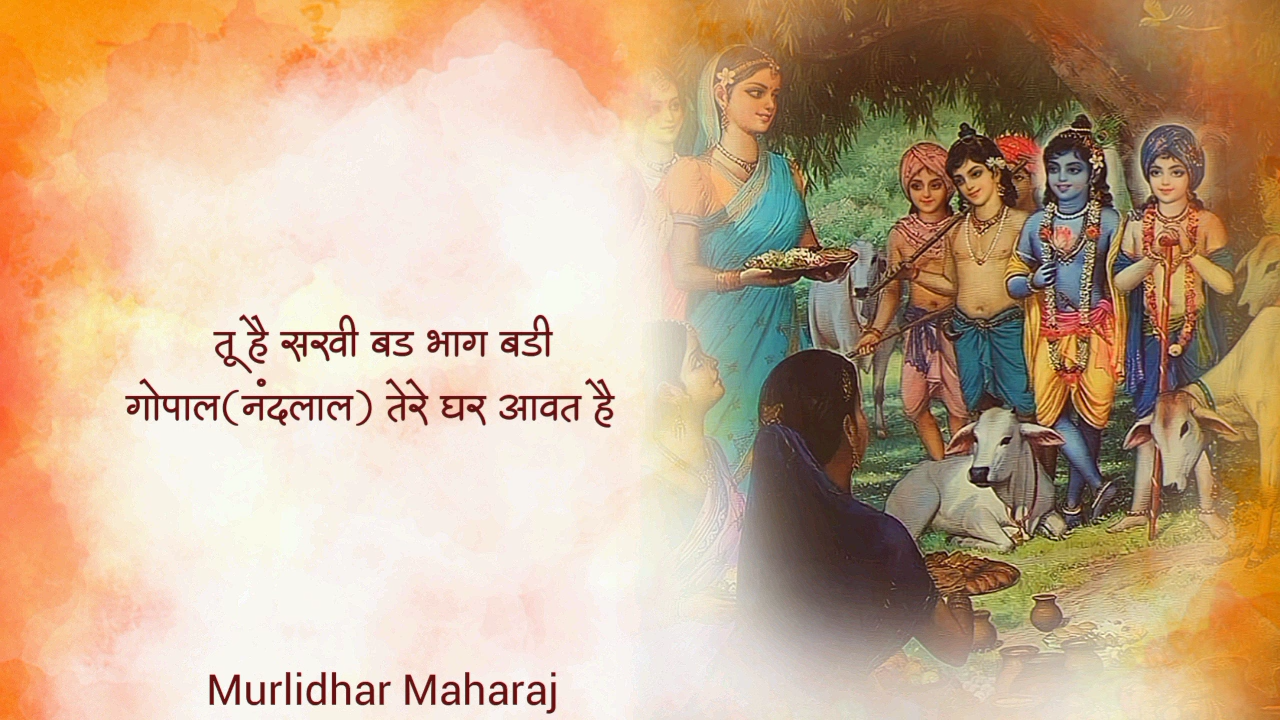 तू है सखी बड भाग बडी
गोपाल(नंदलाल) तेरे घर आवत है
Murlidhar Maharaj